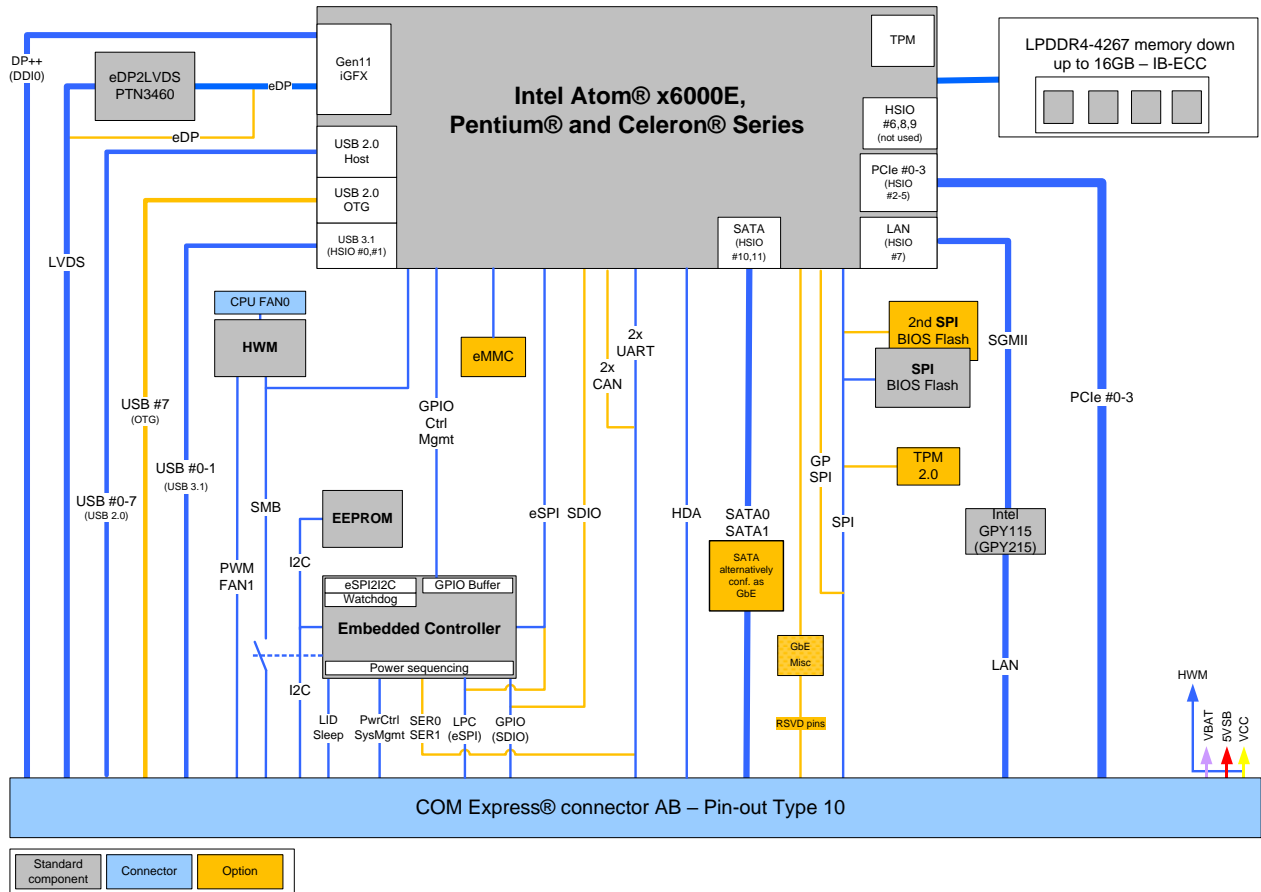 DP++
(DDI0)
eDP2LVDS
PTN3460
eDP
eDP
Gen11
iGFX
Intel Atom® x6000E,
Pentium® and Celeron® Series
TPM
LPDDR4-4267 memory down
up to 16GB – IB-ECC
HSIO
#6,8,9
(not used)
USB 2.0
Host
USB 2.0
OTG
USB 3.1
(HSIO #0,#1)
PCIe #0-3
(HSIO
#2-5)
SATA
(HSIO
#10,11)
LAN
(HSIO
#7)
LVDS
CPU FAN0
HWM
eMMC
2x
UART
2x
CAN
2nd SPI
BIOS Flash
SPI
BIOS Flash
SGMII
PCIe #0-3
USB #7
(OTG)
GPIO
Ctrl
Mgmt
USB #0-1
(USB 3.1)
USB #0-7
(USB 2.0)
SMB
GP
SPI
TPM
2.0
EEPROM
eSPI
SDIO
HDA
SATA0
SATA1
SPI
Intel
GPY115
(GPY215)
I2C
PWM
FAN1
eSPI2I2C
Watchdog
GPIO Buffer
Embedded Controller
Power sequencing
SATA
alternatively
conf. as
GbE
GbE
Misc
LAN
I2C
LID
Sleep
PwrCtrl
SysMgmt
SER0
SER1
LPC
(eSPI)
GPIO
(SDIO)
RSVD pins
HWM
VBAT
5VSB
VCC
COM Express® connector AB – Pin-out Type 10
Standard
component
Connector
Option